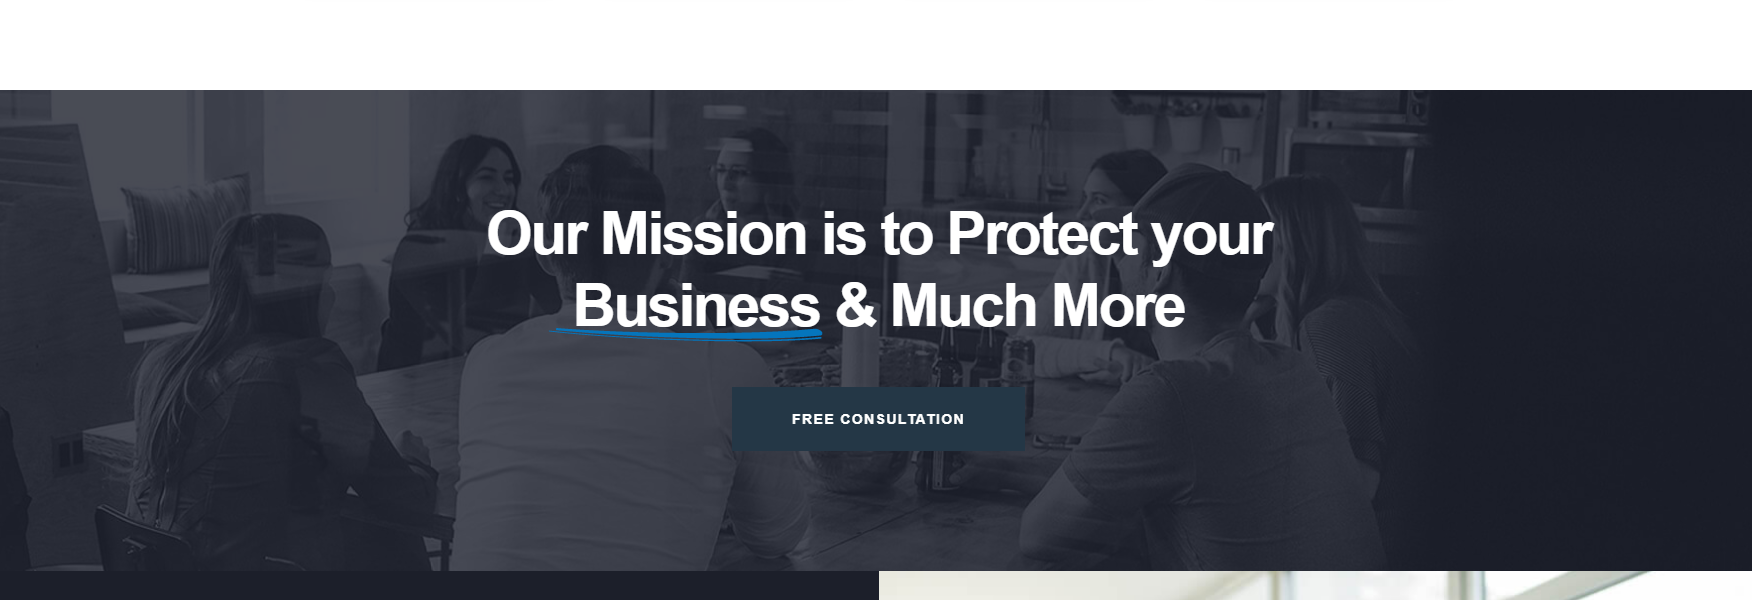 Our Mission is to Protect your
Business & Much More
FREE CONSULTATION